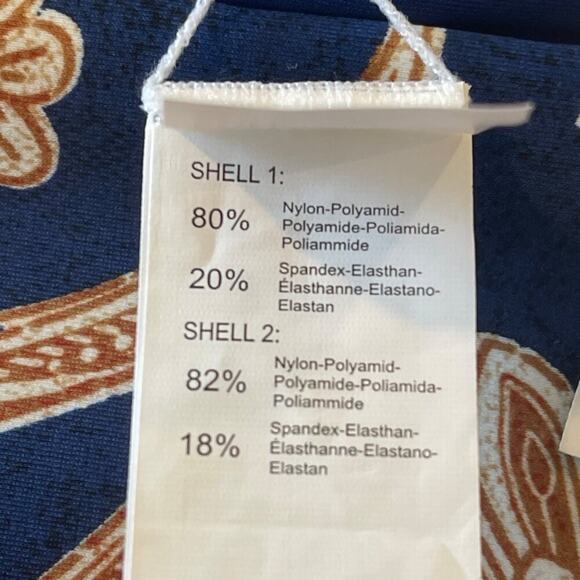 SHELL 1:
80% Nylon-Polyamid-
Polyamide-Poliamida-
Poliammide
20% Spandex-Elasthan-
Élasthanne-Elastano-
Elastan
SHELL 2:
82% Nylon-Polyamid-
Polyamide-Poliamida-
Poliammide
18% Spandex-Elasthan-
Élasthanne-Elastano-
Elastan